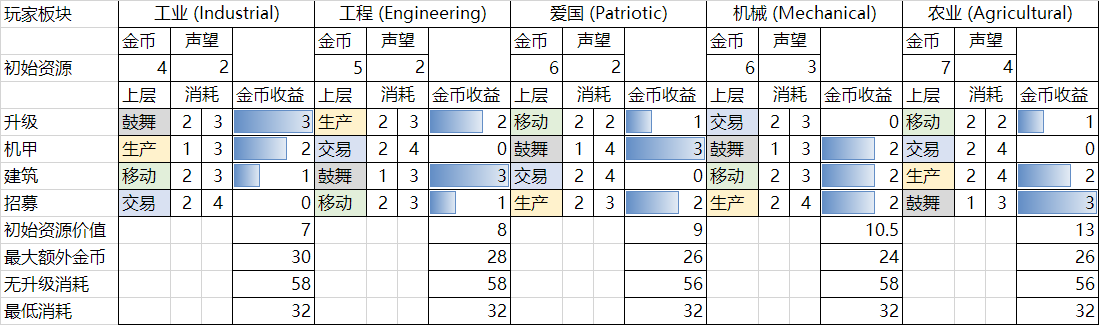 玩家板块 工业 (Industrial) 工程 (Engineering) 爱国 (Patriotic) 机械 (Mechanical) 农业 (Agricultural)
金币 声望 金币 声望 金币 声望 金币 声望 金币 声望
初始资源 4 2 5 2 6 2 6 3 7 4
上层 消耗 金币收益 上层 消耗 金币收益 上层 消耗 金币收益 上层 消耗 金币收益 上层 消耗 金币收益
升级 鼓舞 2 3 3 生产 2 3 2 移动 2 2 1 交易 2 3 0 移动 2 2 1
机甲 生产 1 3 2 交易 2 4 0 鼓舞 1 4 3 鼓舞 1 3 2 交易 2 4 0
建筑 移动 2 3 1 鼓舞 1 3 3 交易 2 4 0 移动 2 3 2 生产 2 4 2
招募 交易 2 4 0 移动 2 3 1 生产 2 3 2 生产 2 4 2 鼓舞 1 3 3
初始资源价值 7 8 9 10.5 13
最大额外金币 30 28 26 24 26
无升级消耗 58 58 56 58 56
最低消耗 32 32 32 32 32